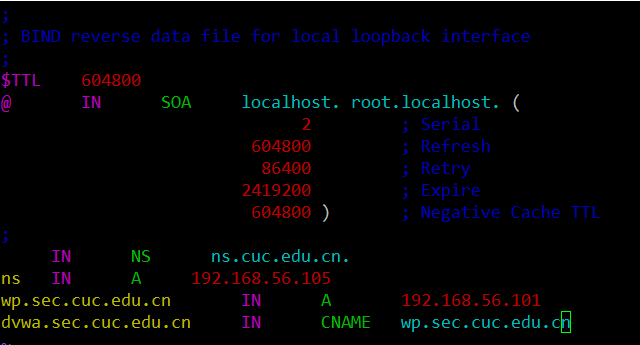 ;
; BIND reverse data file for local loopback interface
;
$TTL 604800
@ IN SOA localhost. root.localhost. (
2 ; Serial
604800 ; Refresh
86400 ; Retry
2419200 ; Expire
604800 ) ; Negative Cache TTL
;
IN NS ns.cuc.edu.cn.
ns IN A 192.168.56.105
wp.sec.cuc.edu.cn IN A 192.168.56.101
dvwa.sec.cuc.edu.cn IN CNAME wp.sec.cuc.edu.cn